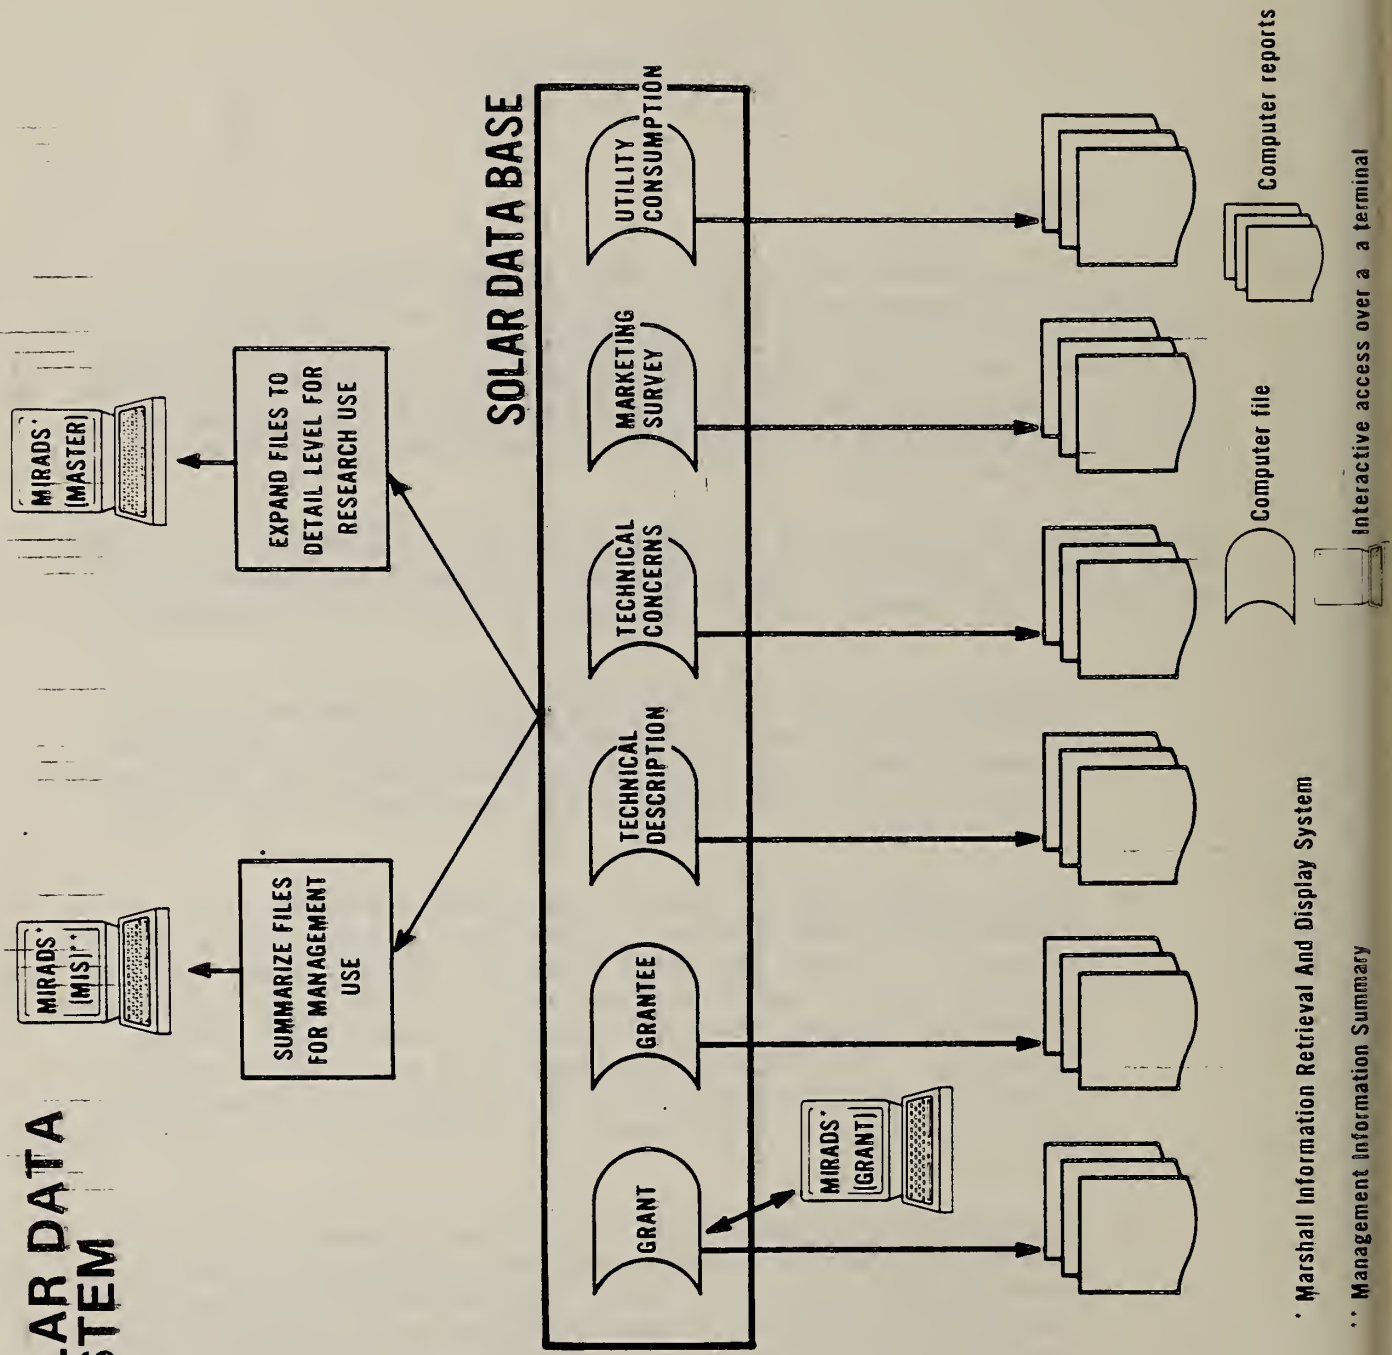 LAR DATA
STEM
MIRADS*
(MIS)**
MIRADS*
(MASTER)
SUMMARIZE FILES
FOR MANAGEMENT
USE
EXPAND FILES TO
DETAIL LEVEL FOR
RESEARCH USE
SOLAR DATA BASE
GRANT
GRANTEE
TECHNICAL
DESCRIPTION
TECHNICAL
CONCERNS
MARKETING
SURVEY
UTILITY
CONSUMPTION
MIRADS*
(GRANT)
Computer file
Computer reports
* Marshall Information Retrieval And Display System
** Management Information Summary
Interactive access over a a terminal